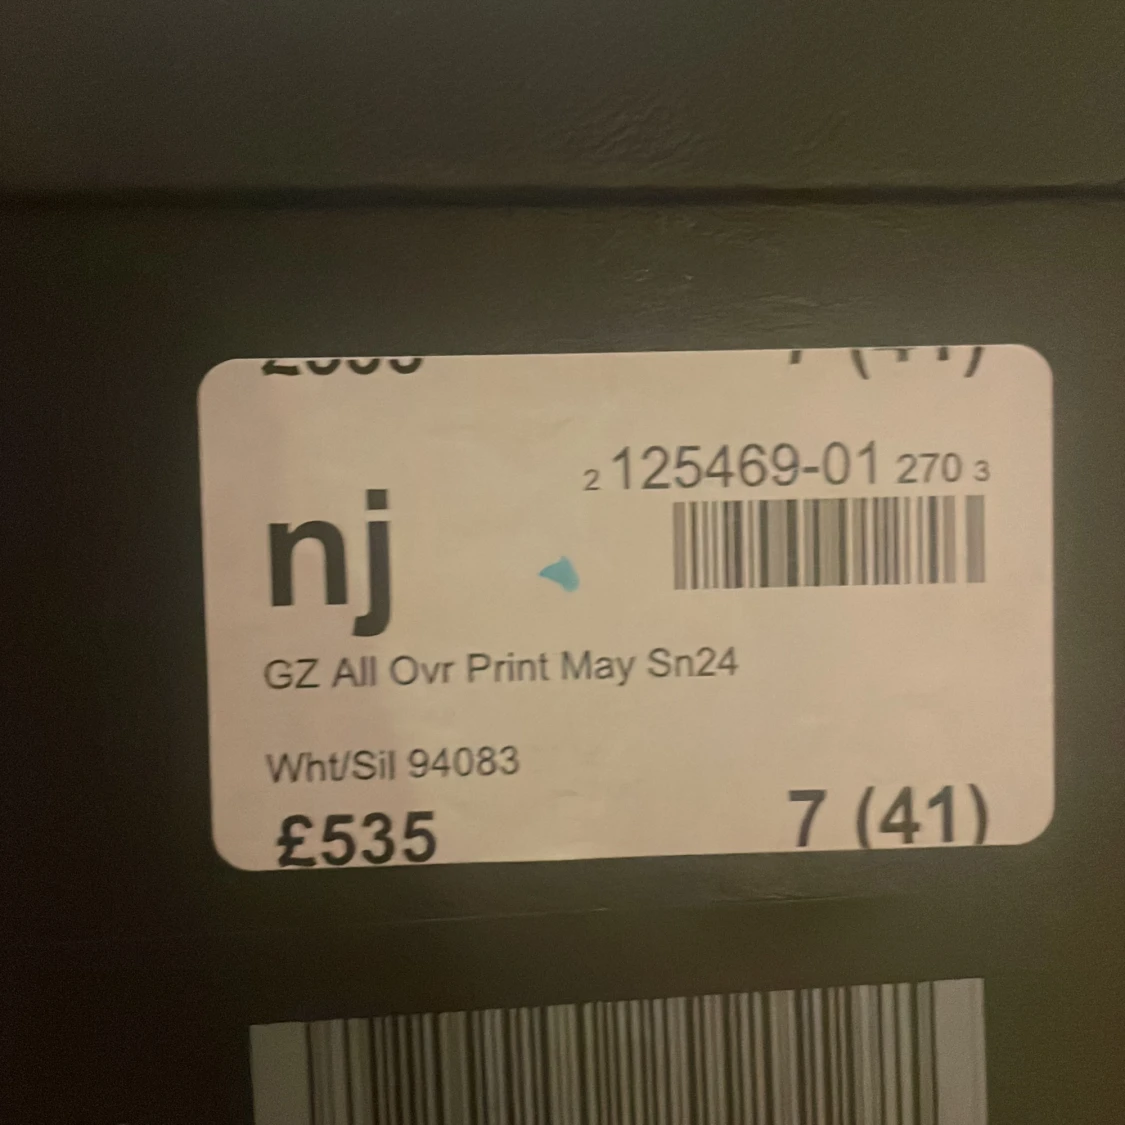 2 125469-01 270 3
nj
GZ All Ovr Print May Sn24
Wht/Sil 94083
£535 7 (41)